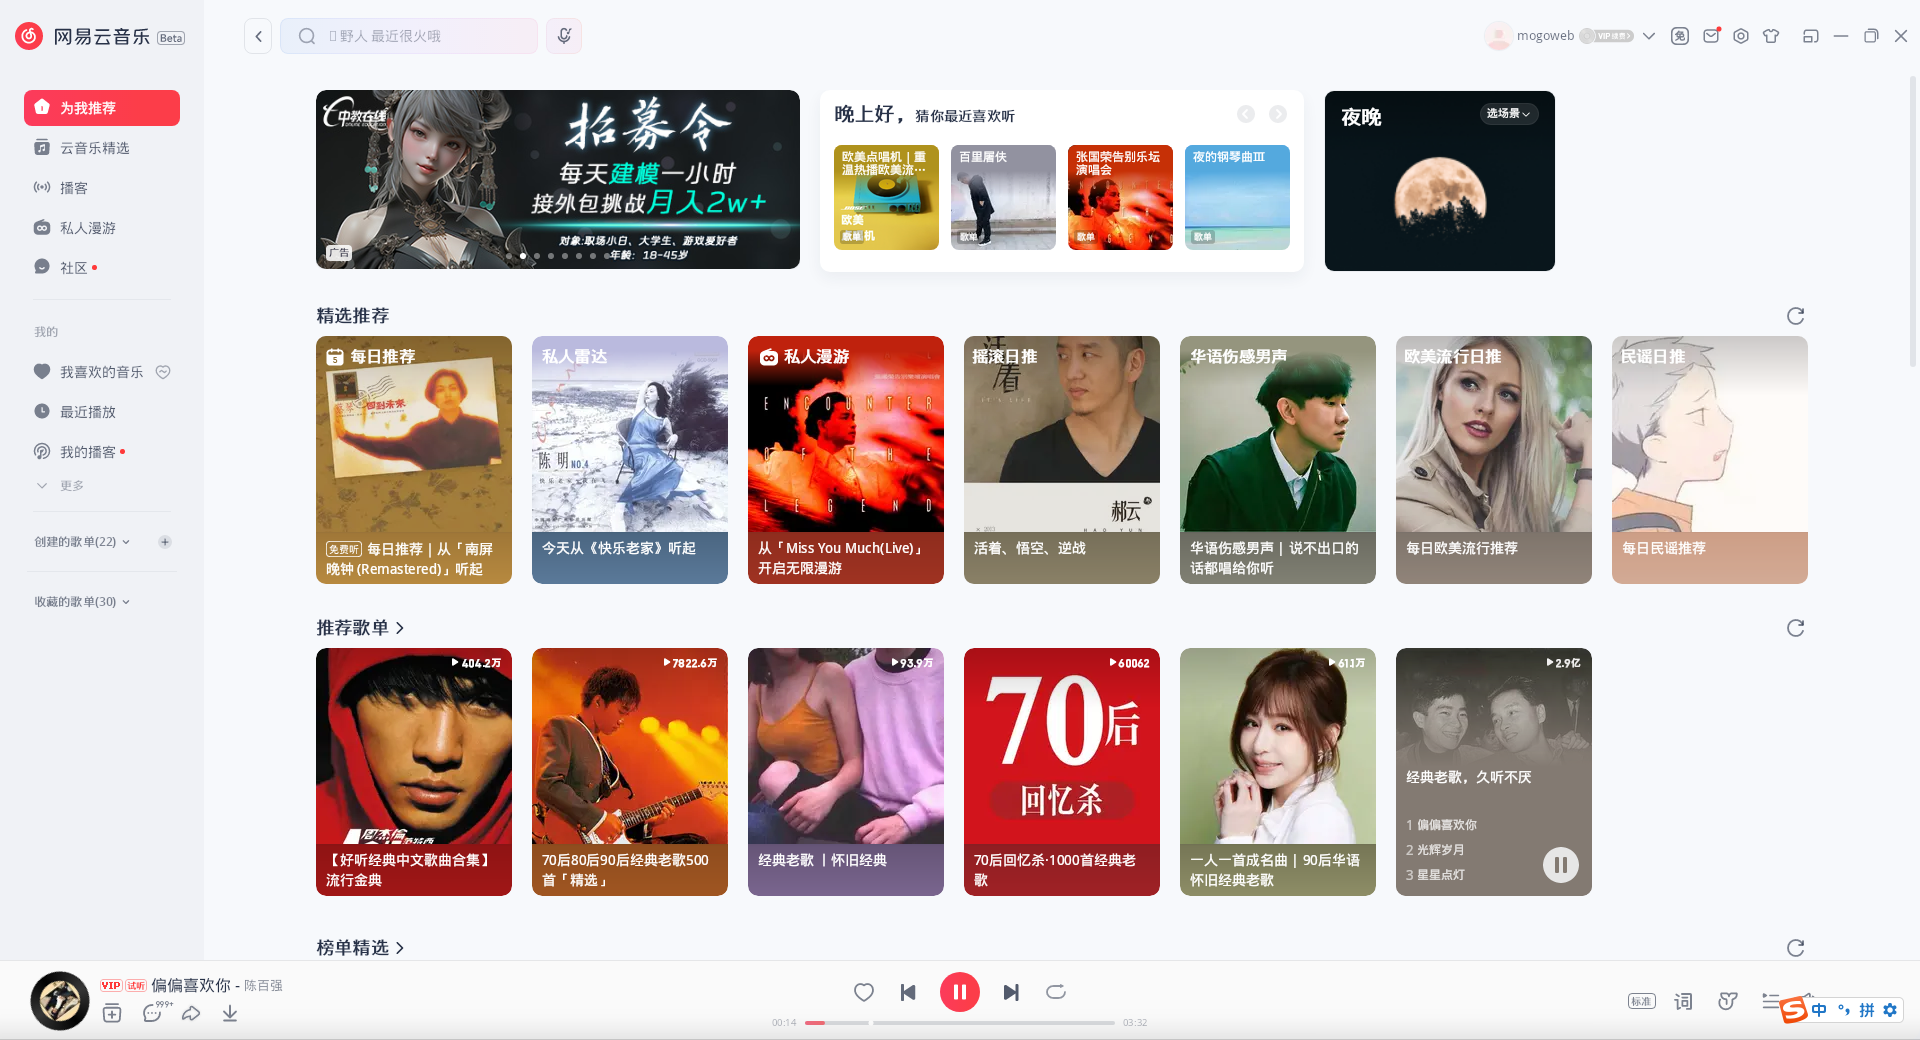 网易云音乐 Beta
野人 最近很火哦
mogoweb
VIP
免
为我推荐
云音乐精选
播客
私人漫游
社区
我的
我喜欢的音乐
最近播放
我的播客
更多
创建的歌单(22)
收藏的歌单(30)
中教在线
招募令
每天建模一小时
接外包挑战月入2w+
对象:职场小白、大学生、游戏爱好者
年龄：18-45岁
广告
晚上好，猜你最近喜欢听
欧美点唱机 | 重
温热播欧美流…
欧美
歌单
百里屠伕
歌单
张国荣告别乐坛
演唱会
歌单
夜的钢琴曲Ⅲ
歌单
夜晚
选场景
精选推荐
5 每日推荐
回到未来
免费听 每日推荐 | 从「南屏
晚钟 (Remastered)」听起
私人雷达
陈明 NO.4
今天从《快乐老家》听起
私人漫游
ENCOUNTER
OF THE
LEGEND
从「Miss You Much(Live)」
开启无限漫游
摇滚日推
活着
郝云
HAO YUN
活着、悟空、逆战
华语伤感男声
华语伤感男声 | 说不出口的
话都唱给你听
欧美流行日推
每日欧美流行推荐
民谣日推
每日民谣推荐
推荐歌单
404.2万
周杰倫
【好听经典中文歌曲合集】
流行金典
7822.6万
70后80后90后经典老歌500
首「精选」
93.9万
经典老歌 丨怀旧经典
60062
70后
回忆杀
70后回忆杀·1000首经典老
歌
611万
一人一首成名曲 | 90后华语
怀旧经典老歌
2.9亿
经典老歌，久听不厌
1 偏偏喜欢你
2 光辉岁月
3 星星点灯
榜单精选
VIP 试听 偏偏喜欢你 - 陈百强
999+
00:14
03:32
标准
词
中 °, 拼